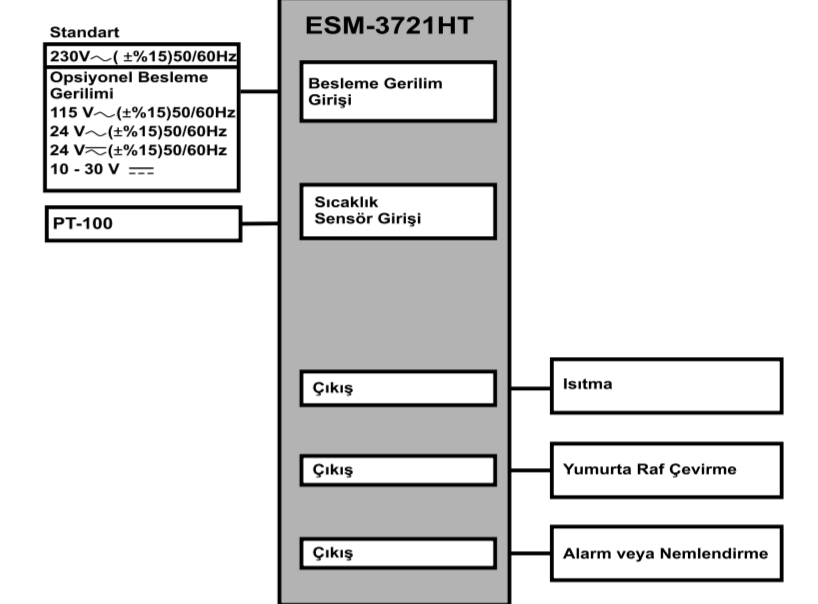 Standart
230V～( ±%15)50/60Hz
Opsiyonel Besleme
Gerilimi
115 V～(±%15)50/60Hz
24 V～(±%15)50/60Hz
24 V⏦(±%15)50/60Hz
10 - 30 V ⎓
PT-100
ESM-3721HT
Besleme Gerilim
Girişi
Sıcaklık
Sensör Girişi
Çıkış
Isıtma
Çıkış
Yumurta Raf Çevirme
Çıkış
Alarm veya Nemlendirme